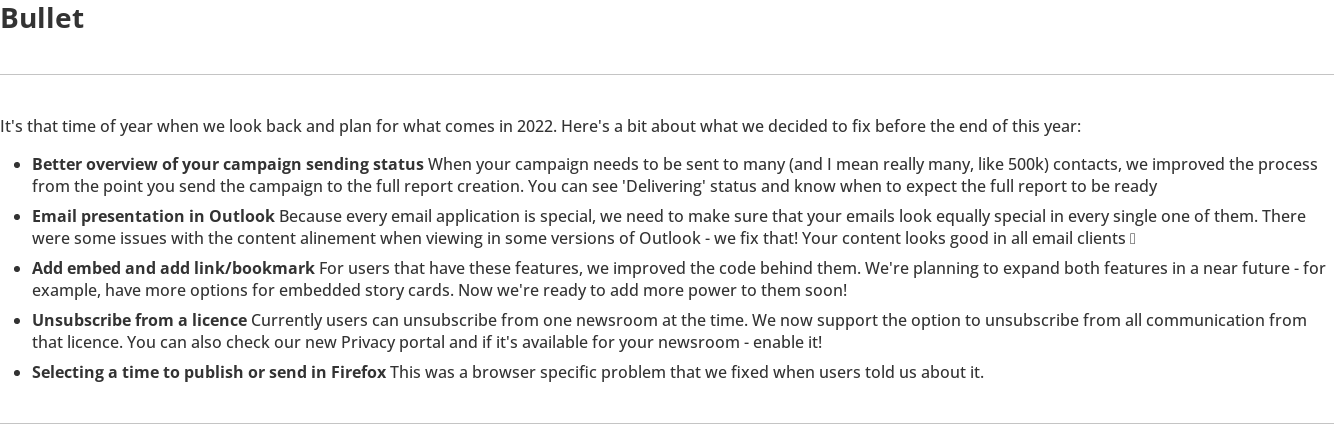 Bullet
It's that time of year when we look back and plan for what comes in 2022. Here's a bit about what we decided to fix before the end of this year:
• Better overview of your campaign sending status When your campaign needs to be sent to many (and I mean really many, like 500k) contacts, we improved the process
from the point you send the campaign to the full report creation. You can see 'Delivering' status and know when to expect the full report to be ready
• Email presentation in Outlook Because every email application is special, we need to make sure that your emails look equally special in every single one of them. There
were some issues with the content alinement when viewing in some versions of Outlook - we fix that! Your content looks good in all email clients
• Add embed and add link/bookmark For users that have these features, we improved the code behind them. We're planning to expand both features in a near future - for
example, have more options for embedded story cards. Now we're ready to add more power to them soon!
• Unsubscribe from a licence Currently users can unsubscribe from one newsroom at the time. We now support the option to unsubscribe from all communication from
that licence. You can also check our new Privacy portal and if it's available for your newsroom - enable it!
• Selecting a time to publish or send in Firefox This was a browser specific problem that we fixed when users told us about it.